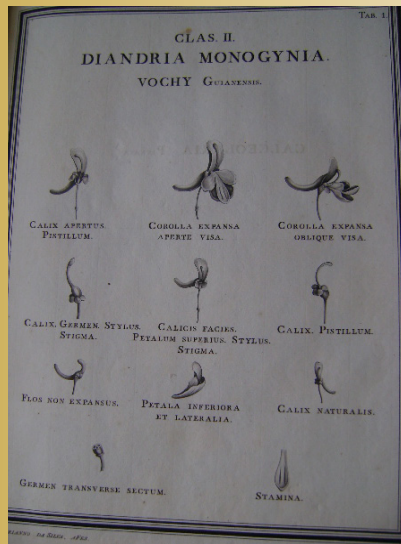 TAB. I
CLAS. II.
DIANDRIA MONOGYNIA.
VOCHY GUIANENSIS.
CALIX APERTUS.
PISTILLUM.
COROLLA EXPANSA
APERTE VISA.
COROLLA EXPANSA
OBLIQUE VISA.
CALIX. GERMEN. STYLUS.
STIGMA.
CALICIS FACIES.
PETALUM SUPERIUS. STYLUS.
STIGMA.
CALIX. PISTILLUM.
FLOS NON EXPANSUS.
PETALA INFERIORA
ET LATERALIA.
CALIX NATURALIS.
GERMEN TRANSVERSE SECTUM.
STAMINA.